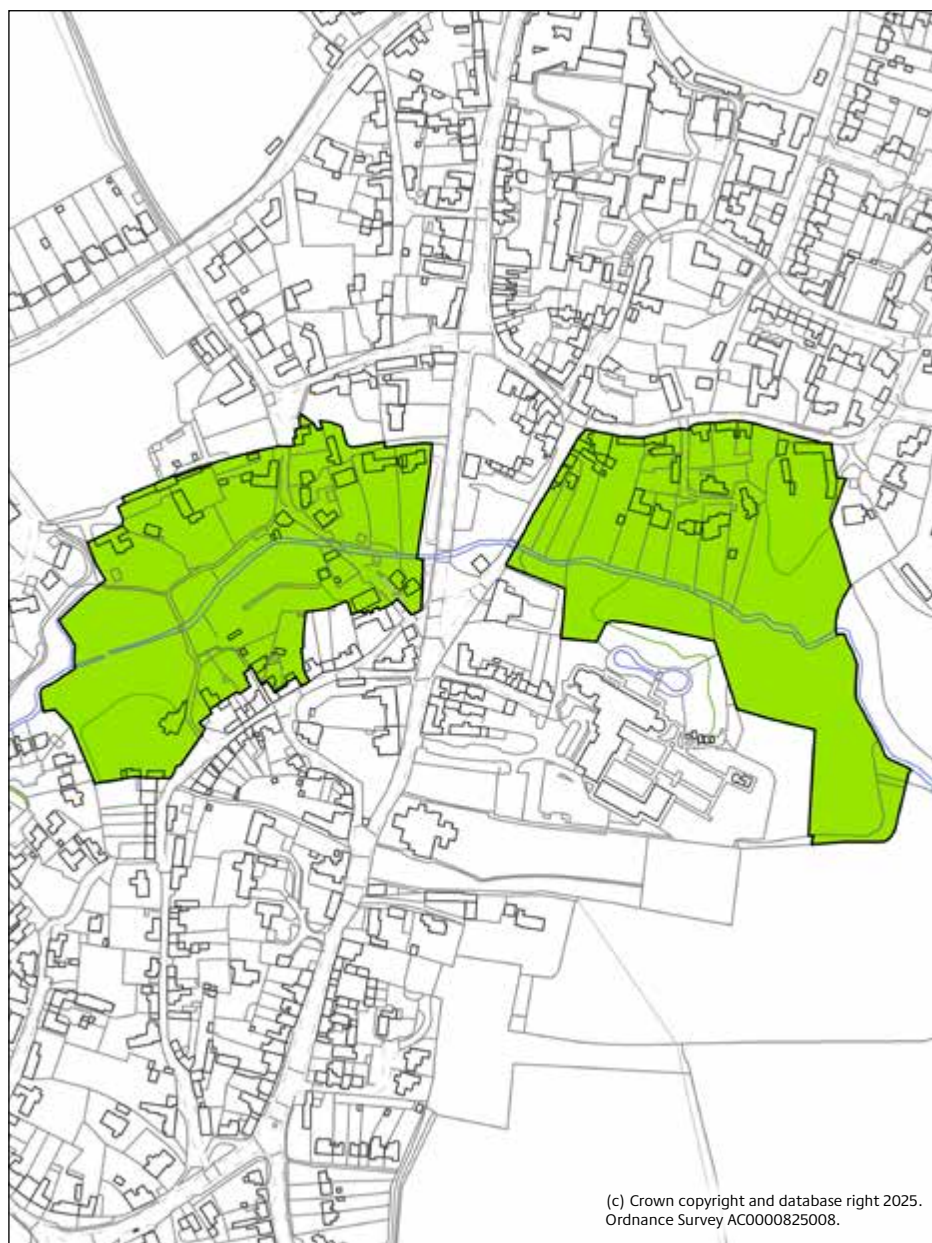 (c) Crown copyright and database right 2025.
Ordnance Survey AC0000825008.